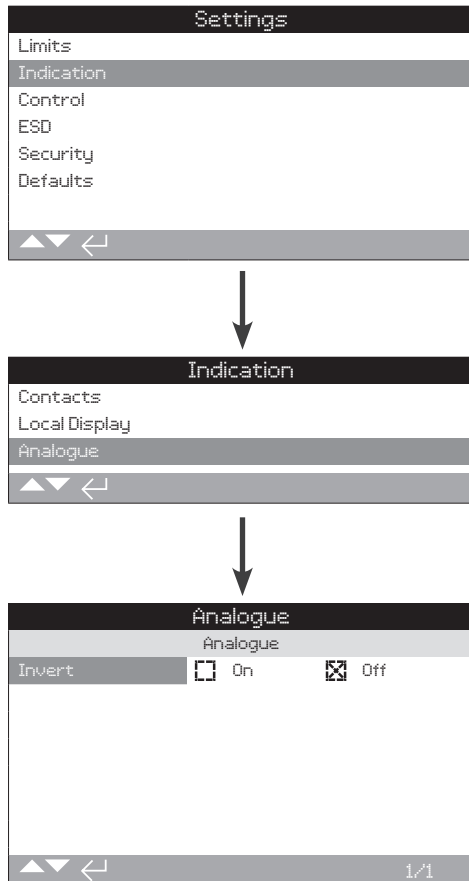 Settings
Limits
Indication
Control
ESD
Security
Defaults
Indication
Contacts
Local Display
Analogue
Analogue
Analogue
Invert On Off
1/1